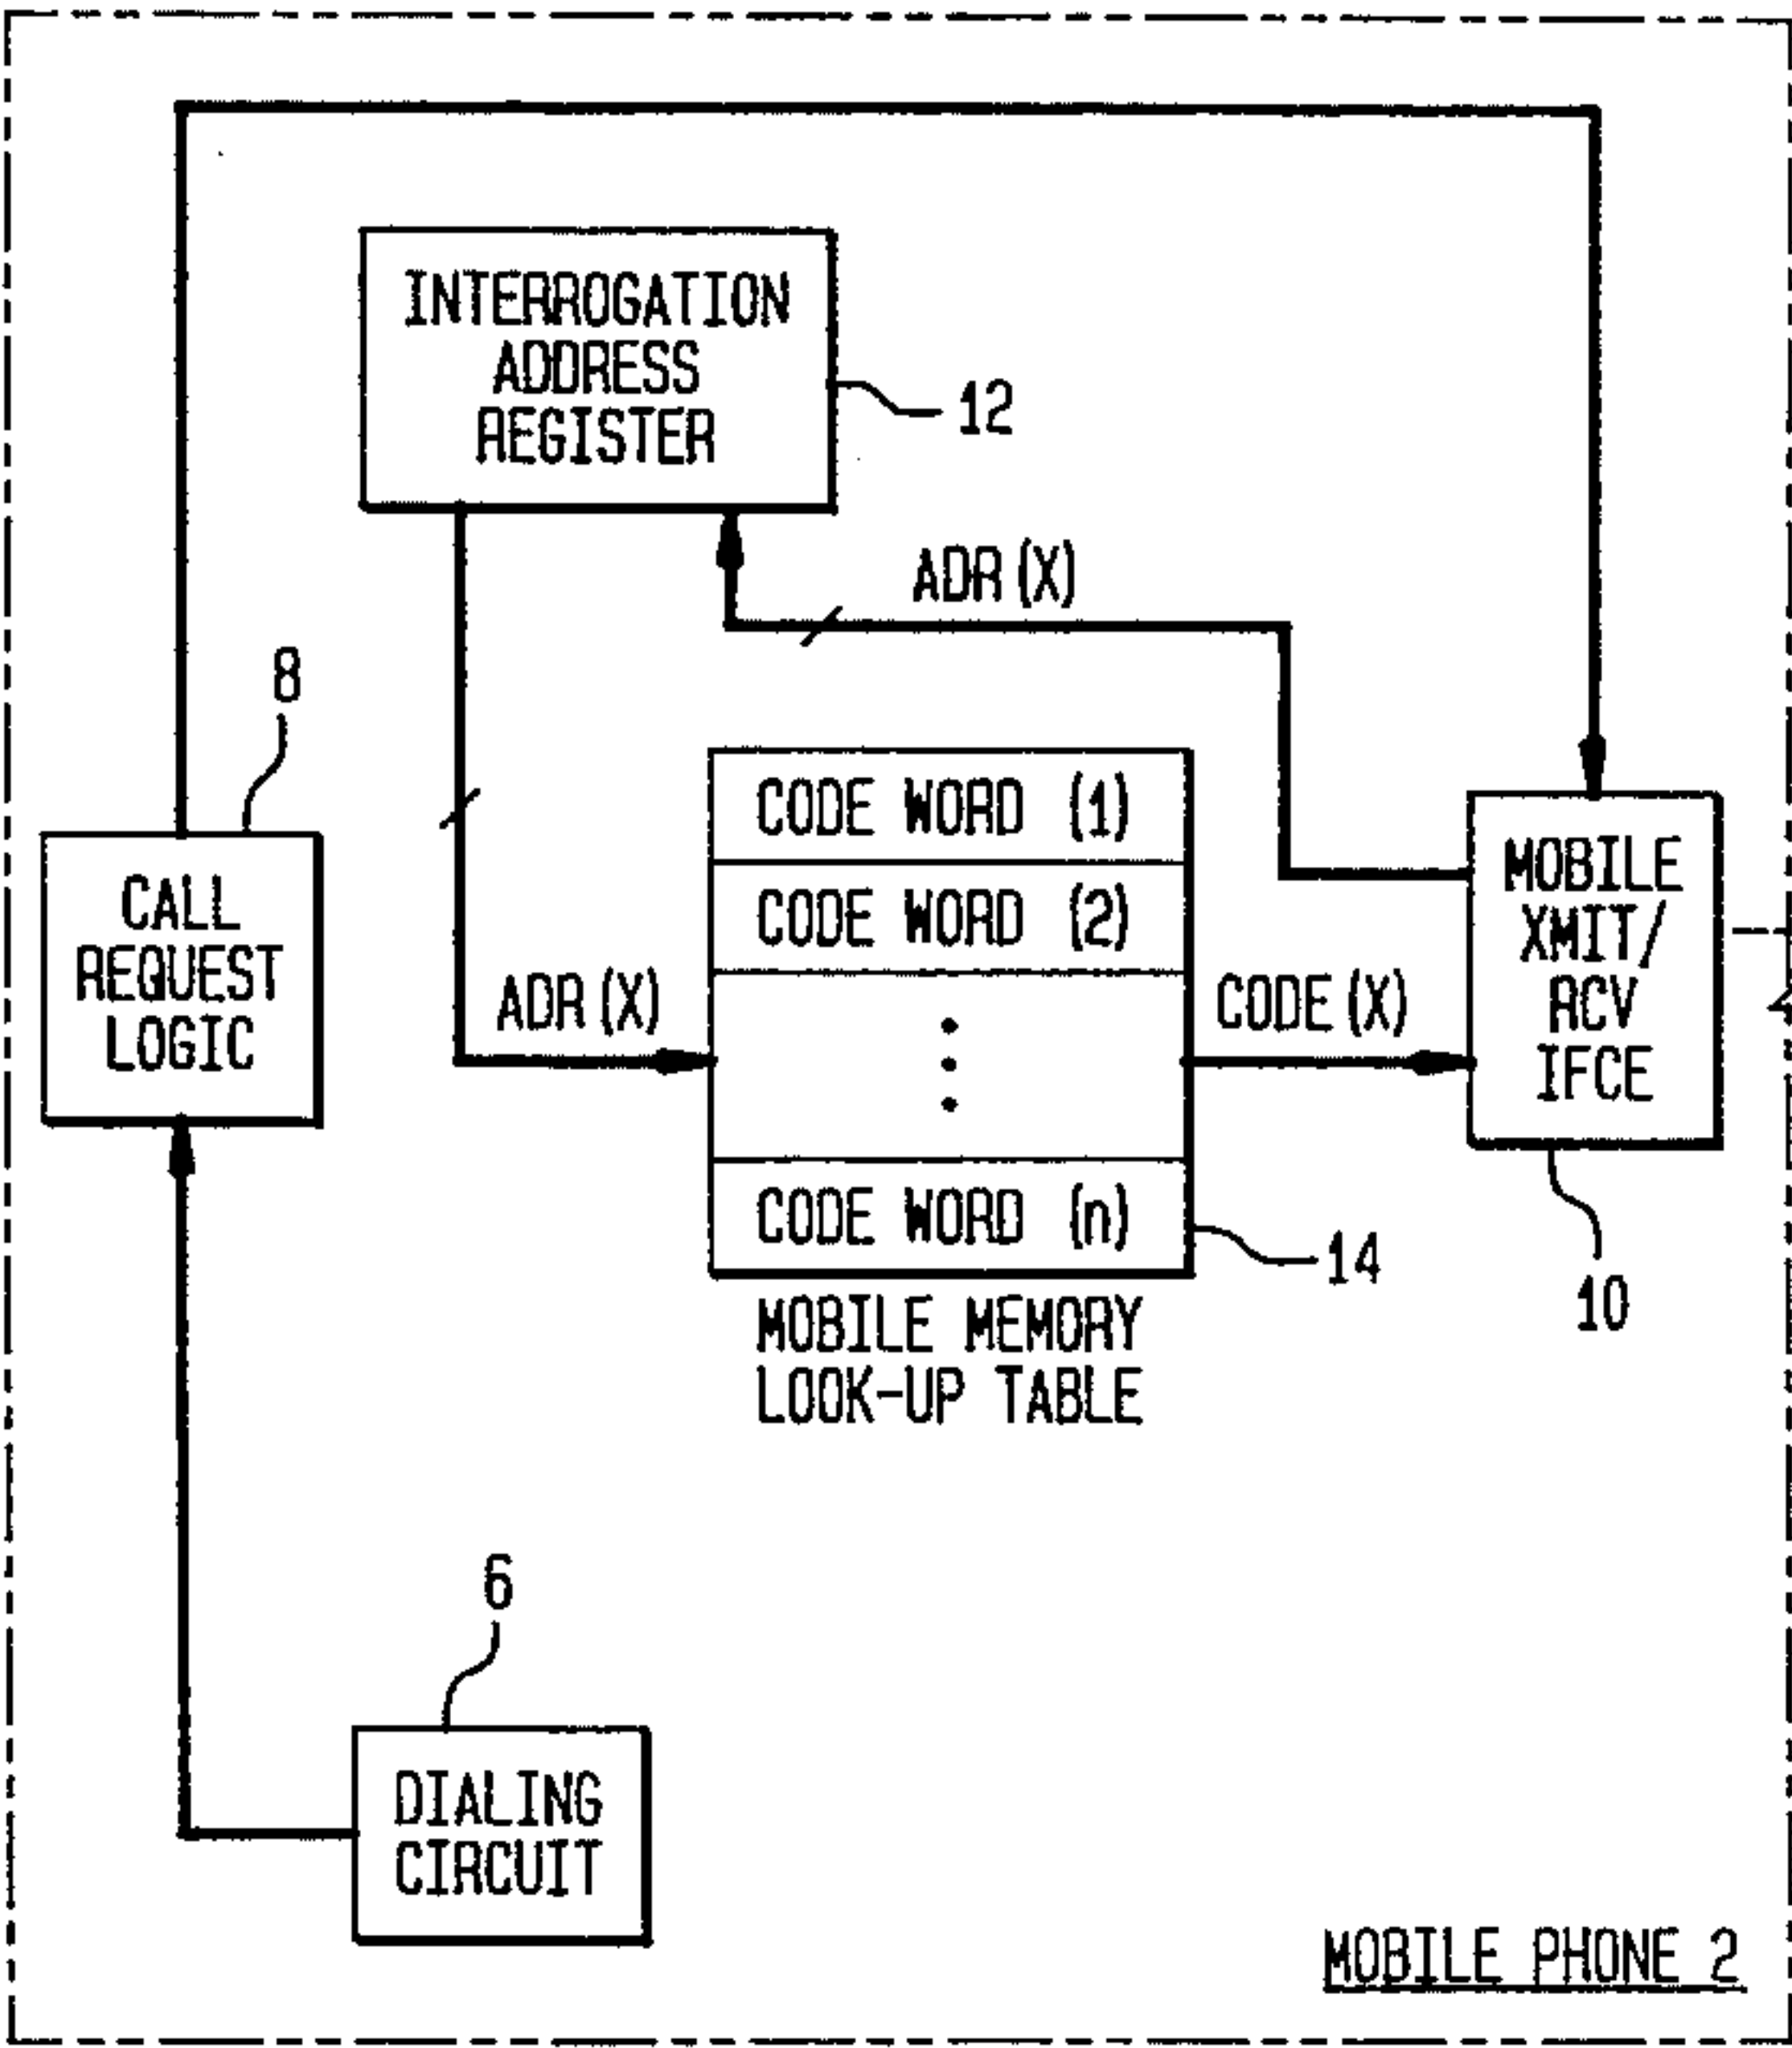 INTERROGATION
ADDRESS
REGISTER
12
ADR (X)
8
CALL
REQUEST
LOGIC
ADR (X)
CODE WORD (1)
CODE WORD (2)
CODE WORD (n)
14
MOBILE MEMORY
LOOK-UP TABLE
CODE (X)
MOBILE
XMIT/
RCV
IFCE
10
6
DIALING
CIRCUIT
MOBILE PHONE 2